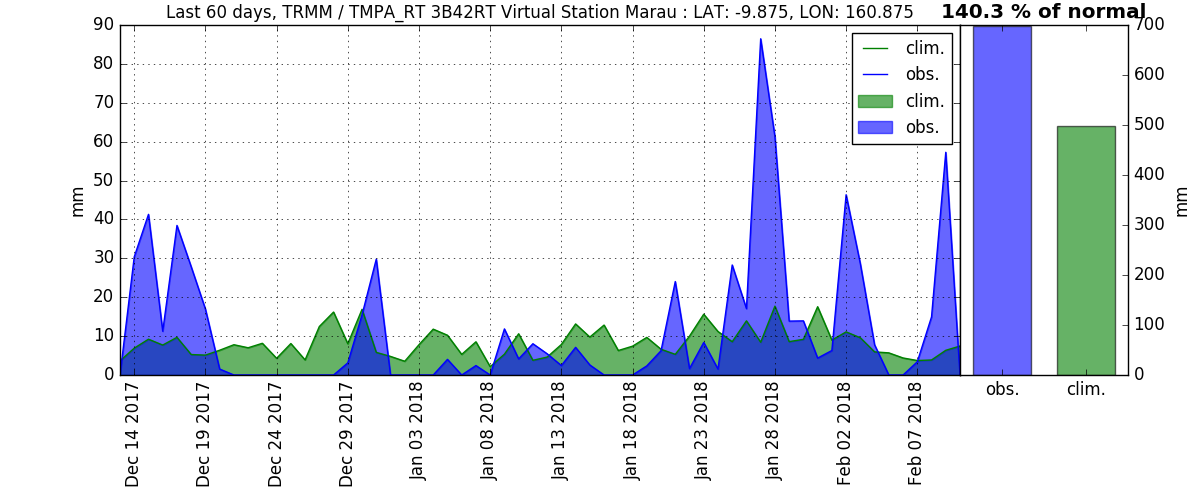 Last 60 days, TRMM / TMPA_RT 3B42RT Virtual Station Marau : LAT: -9.875, LON: 160.875
140.3 % of normal
90
80
70
60
50
40
30
20
10
0
mm
clim.
obs.
clim.
obs.
Dec 14 2017
Dec 19 2017
Dec 24 2017
Dec 29 2017
Jan 03 2018
Jan 08 2018
Jan 13 2018
Jan 18 2018
Jan 23 2018
Jan 28 2018
Feb 02 2018
Feb 07 2018
700
600
500
400
300
200
100
0
mm
obs.
clim.